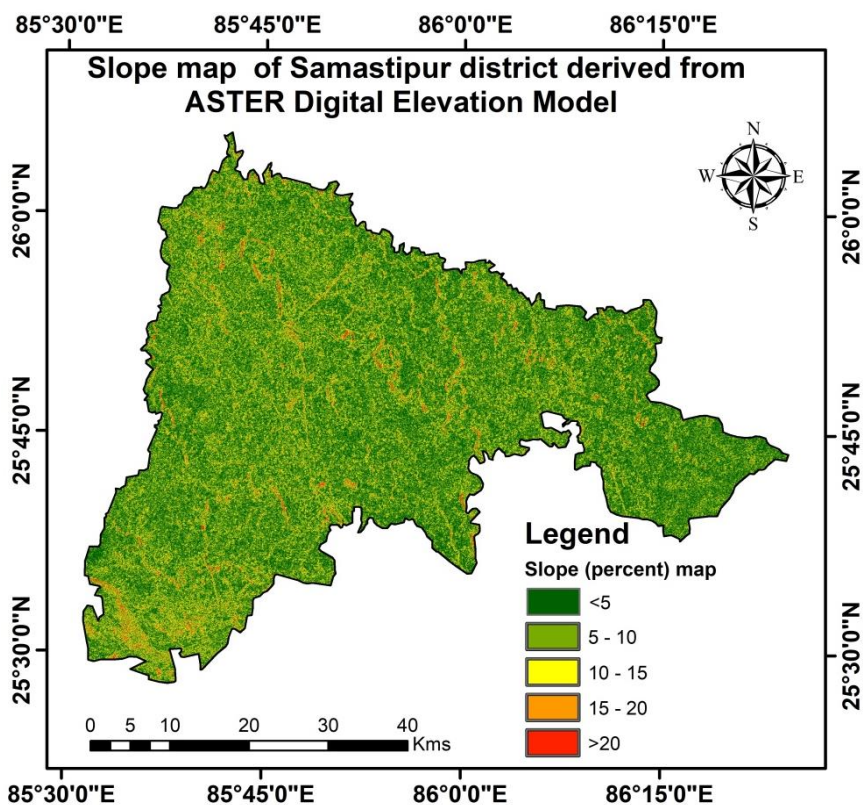 85°30'0"E 85°45'0"E 86°0'0"E 86°15'0"E
Slope map of Samastipur district derived from
ASTER Digital Elevation Model
N
W E
S
26°0'0"N 26°0'0"N
25°45'0"N 25°45'0"N
25°30'0"N 25°30'0"N
Legend
Slope (percent) map
<5
5 - 10
10 - 15
15 - 20
>20
0 5 10 20 30 40
Kms
85°30'0"E 85°45'0"E 86°0'0"E 86°15'0"E